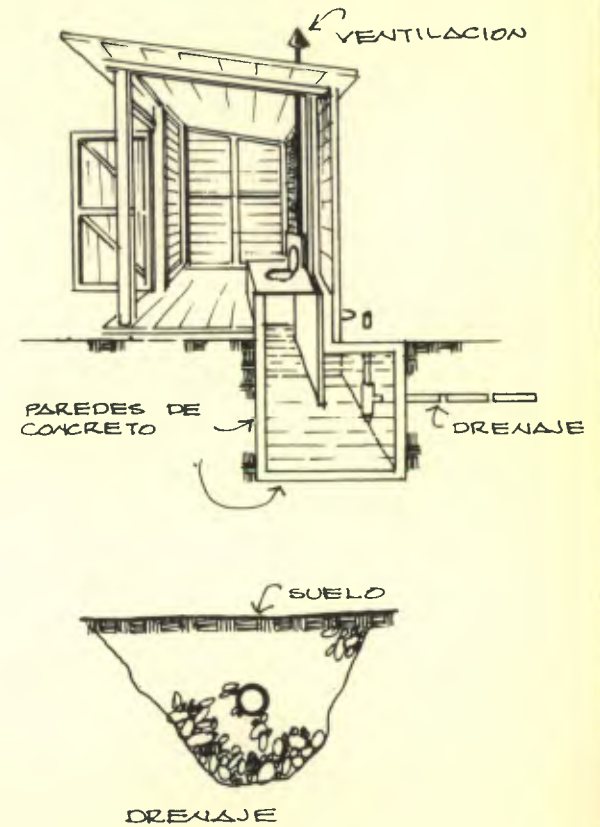 VENTILACION
PAREDES DE
CONCRETO
DRENAJE
SUELO
DRENAJE